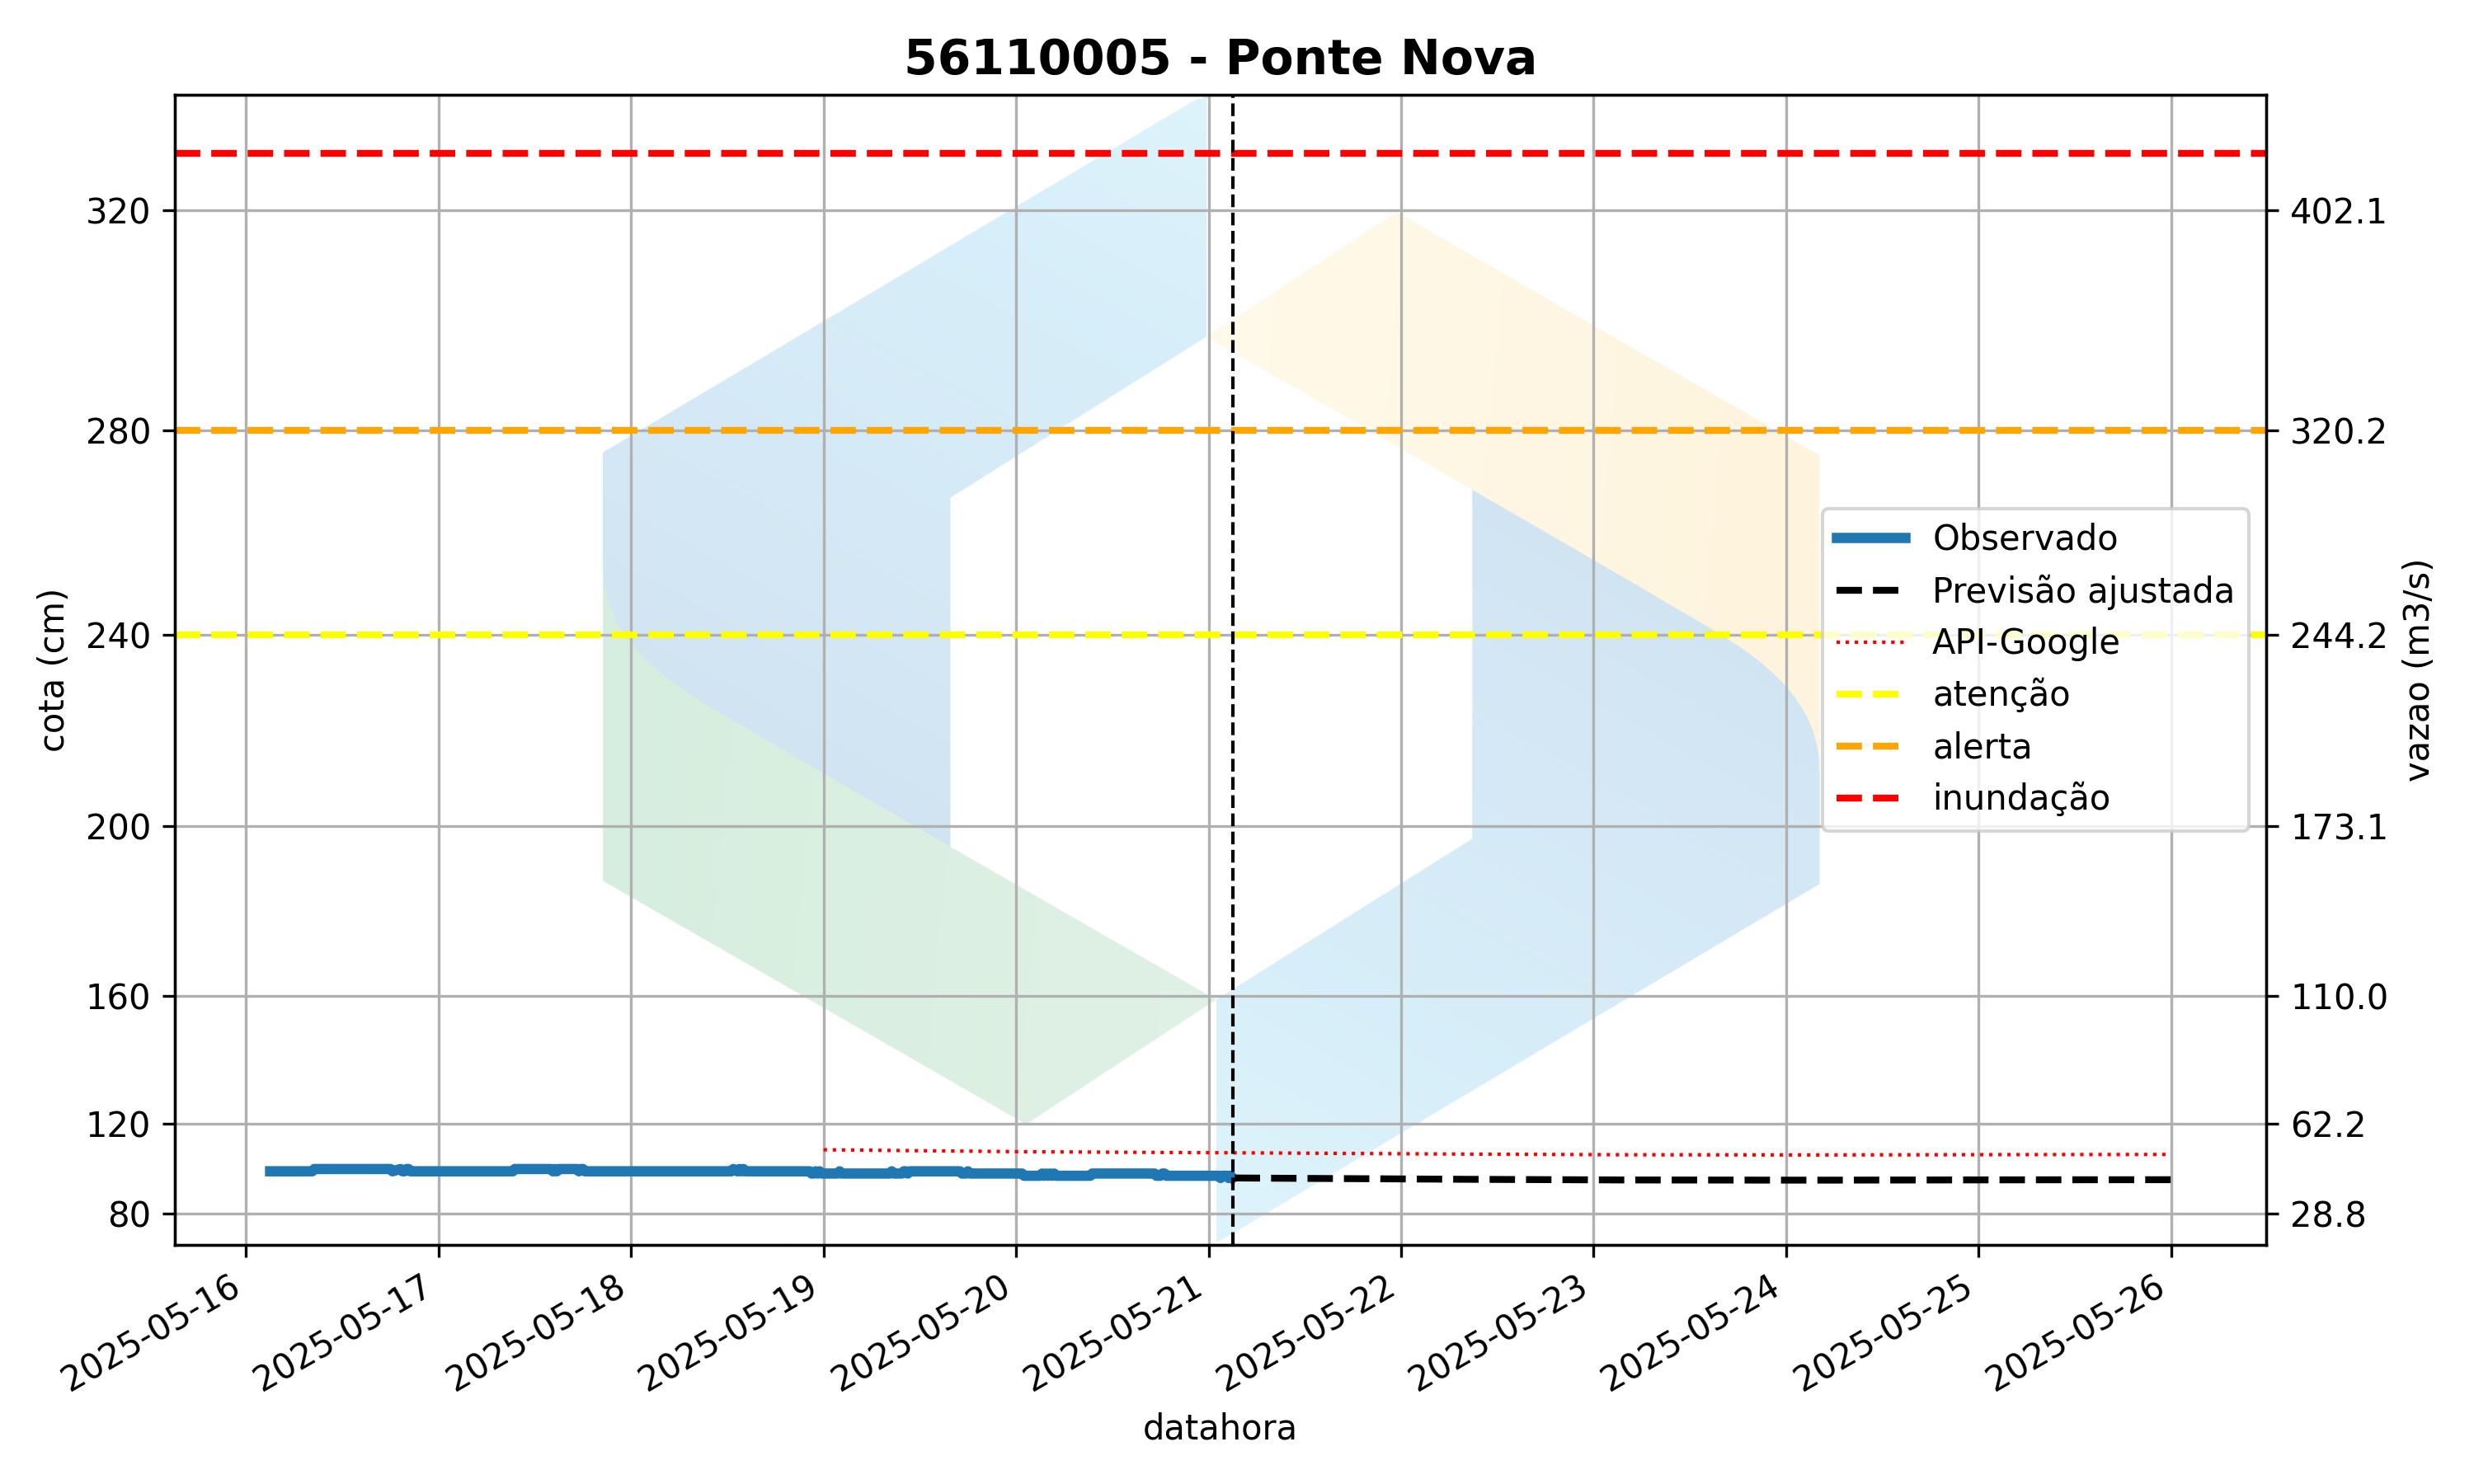 56110005 - Ponte Nova
320
280
240
200
160
120
80
cota (cm)
402.1
320.2
244.2
173.1
110.0
62.2
28.8
vazao (m3/s)
Observado
Previsão ajustada
API-Google
atenção
alerta
inundação
2025-05-16
2025-05-17
2025-05-18
2025-05-19
2025-05-20
2025-05-21
2025-05-22
2025-05-23
2025-05-24
2025-05-25
2025-05-26
datahora